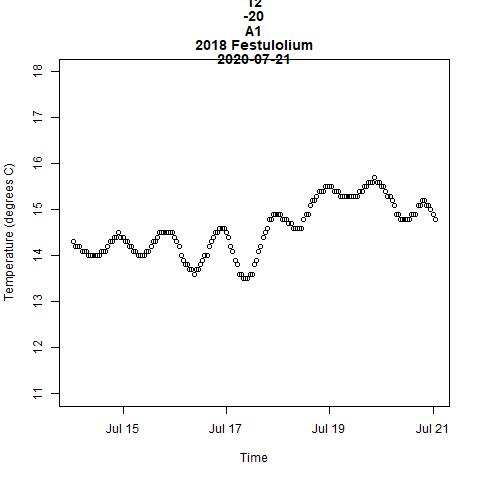 T2
-20
A1
2018 Festulolium
2020-07-21
Temperature (degrees C)
18
17
16
15
14
13
12
11
Jul 15 Jul 17 Jul 19 Jul 21
Time